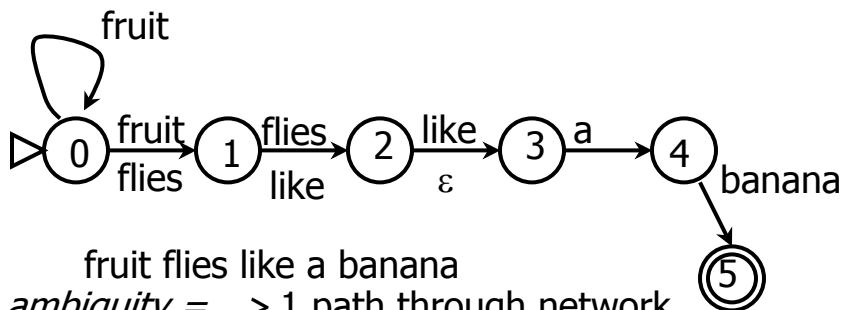 fruit
fruit flies like a
0 1 2 3 4
flies like ε banana
fruit flies like a banana
5
ambiguity = > 1 path through network